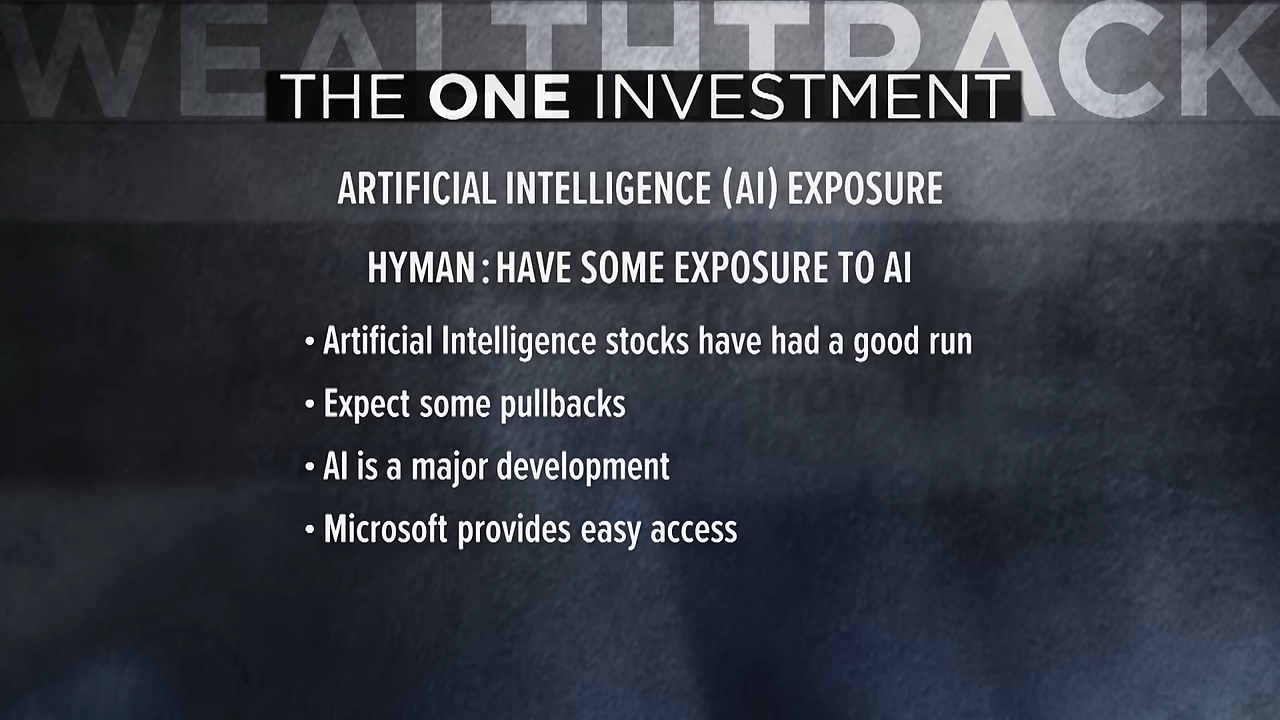 WEALTHTRACK
THE ONE INVESTMENT
ARTIFICIAL INTELLIGENCE (AI) EXPOSURE
HYMAN: HAVE SOME EXPOSURE TO AI
• Artificial Intelligence stocks have had a good run
• Expect some pullbacks
• AI is a major development
• Microsoft provides easy access